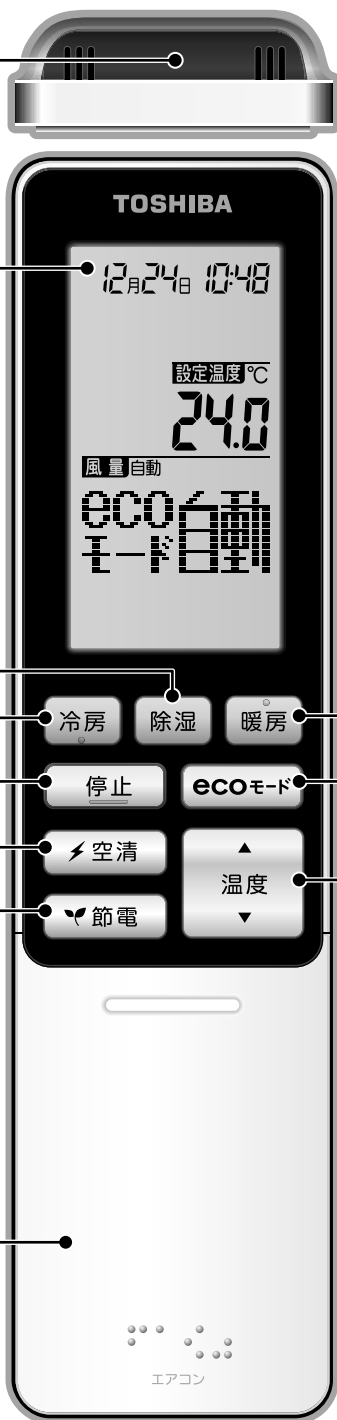 TOSHIBA
12月24日 10:48
設定温度 ℃
24.0
風量 自動
eco自動
モード
冷房 除湿 暖房
停止 ecoモード
空清
▲
温度
▼
節電
エアコン